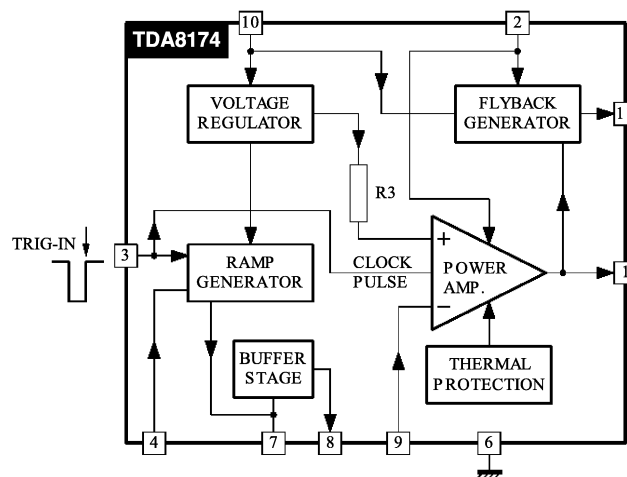 10
2
TDA8174
VOLTAGE
REGULATOR
FLYBACK
GENERATOR
1
R3
TRIG-IN
3
RAMP
GENERATOR
CLOCK
PULSE
+
POWER
AMP.
−
1
BUFFER
STAGE
THERMAL
PROTECTION
4
7
8
9
6